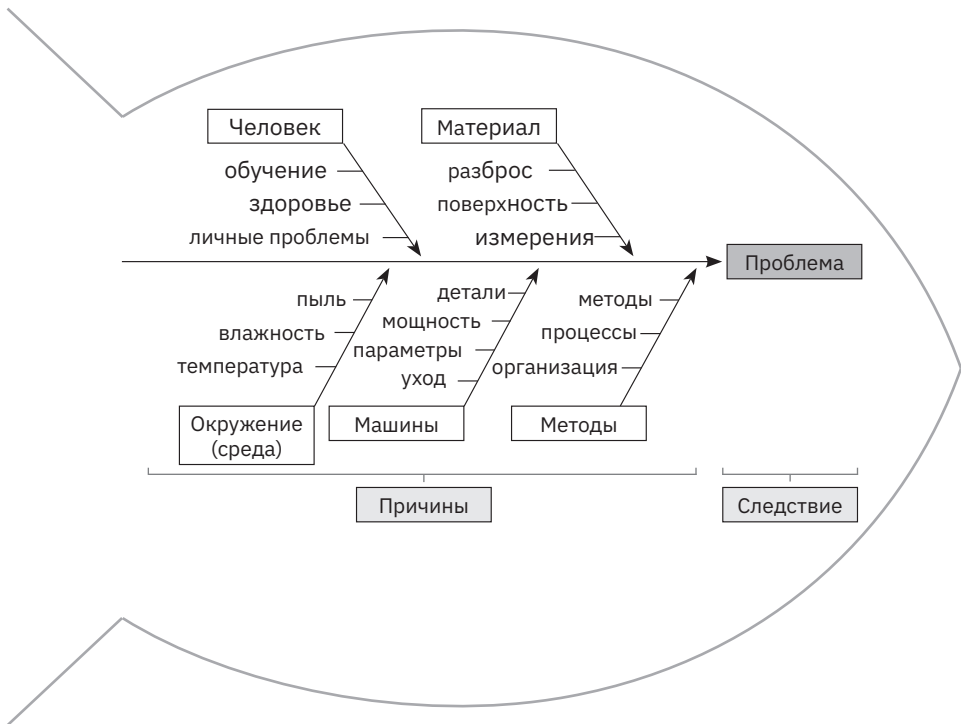 Человек
обучение
здоровье
личные проблемы
Материал
разброс
поверхность
измерения
Проблема
пыль
влажность
температура
Окружение
(среда)
детали
мощность
параметры
уход
Машины
методы
процессы
организация
Методы
Причины
Следствие